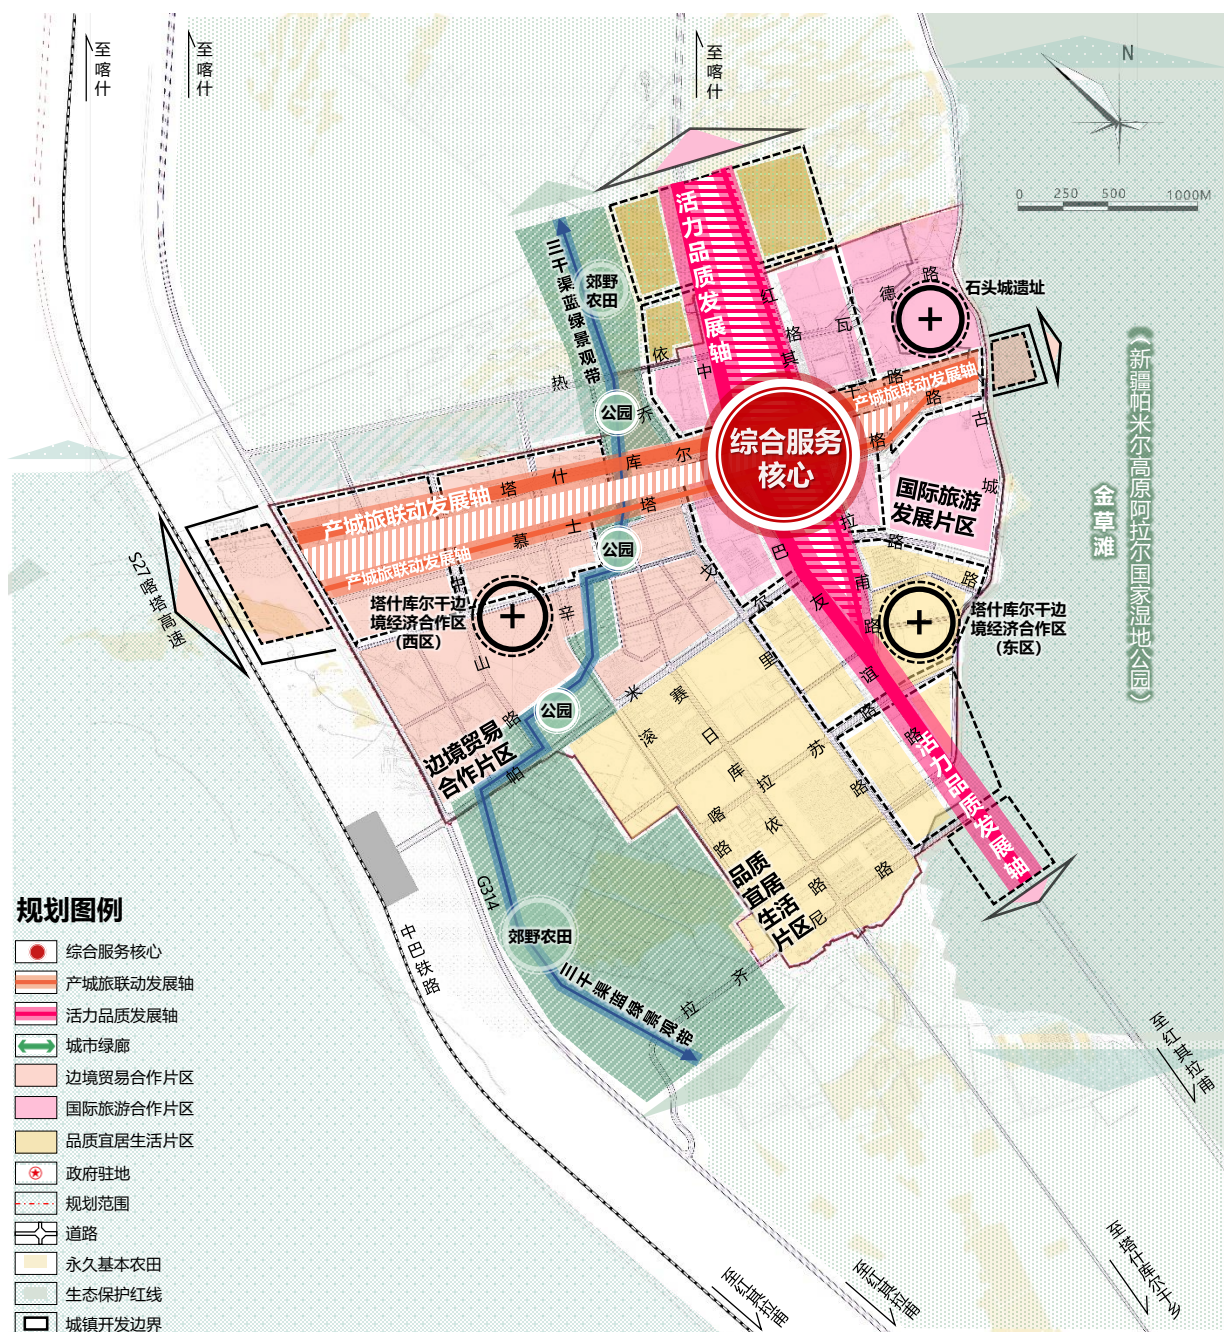 至喀什
至喀什
至喀什
N
0 250 500 1000M
活力品质发展轴
三干渠蓝绿景观带
郊野
农田
石头城遗址
红其拉甫路
瓦
德
路
格
中
依
热
乔
公园
产城旅联动发展轴
综合服务
核心
塔什库尔干路
国际旅游
发展片区
古
城
路
《新疆帕米尔高原阿拉尔国家湿地公园》
金草滩
产城旅联动发展轴
产城旅联动发展轴
慕士塔格路
公园
S27喀塔高速
塔什库尔干边
境经济合作区
(西区)
塔什库尔干边
境经济合作区
(东区)
中巴友谊路
公园
边境贸易
合作片区
帕米尔
活力品质发展轴
品质
宜居
生活
片区
G314
郊野农田
三干渠蓝绿景观带
中巴铁路
至红其拉甫
至塔什库尔干乡
至红其拉甫
至红其拉甫
规划图例
综合服务核心
产城旅联动发展轴
活力品质发展轴
城市绿廊
边境贸易合作片区
国际旅游合作片区
品质宜居生活片区
政府驻地
规划范围
道路
永久基本农田
生态保护红线
城镇开发边界